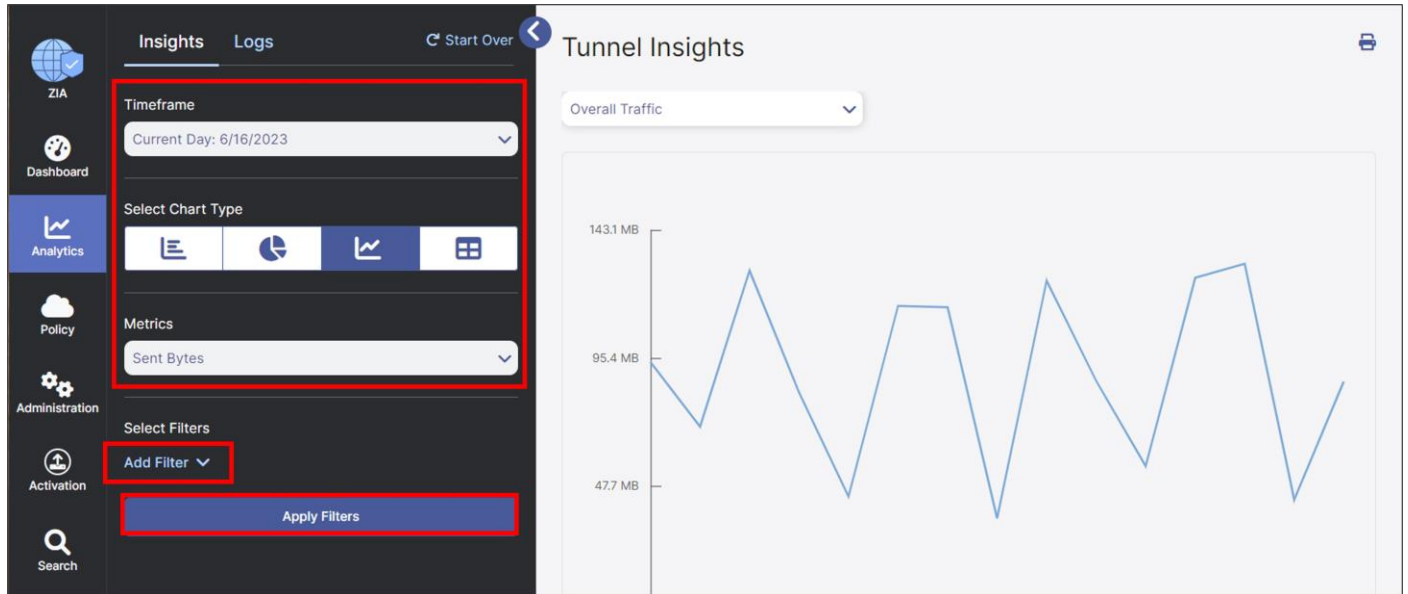 ZIA
Dashboard
Analytics
Policy
Administration
Activation
Search
Insights Logs Start Over
Timeframe
Current Day: 6/16/2023
Select Chart Type
Metrics
Sent Bytes
Select Filters
Add Filter
Apply Filters
Tunnel Insights
Overall Traffic
143.1 MB
95.4 MB
47.7 MB